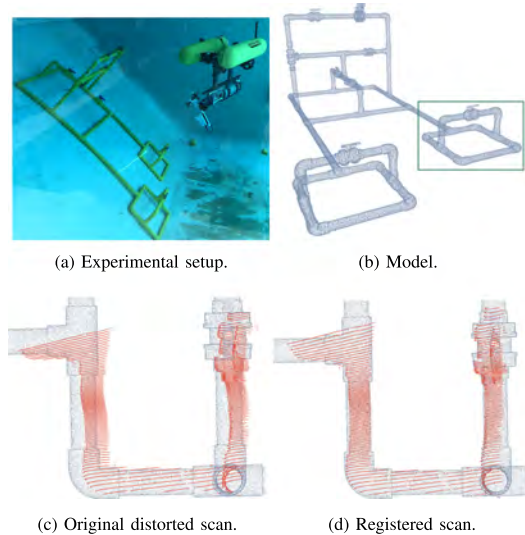 (a) Experimental setup.
(b) Model.
(c) Original distorted scan.
(d) Registered scan.